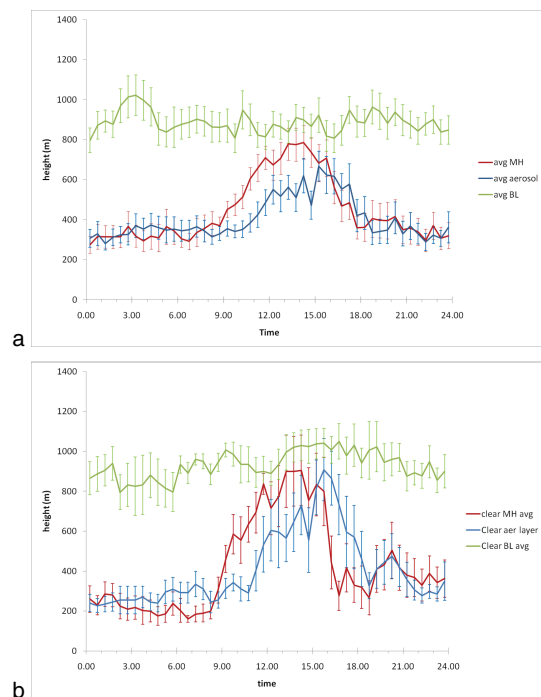 1400
1200
1000
800
600
400
200
0
height (m)
0.00 3.00 6.00 9.00 12.00 15.00 18.00 21.00 24.00
Time
avg MH
avg aerosol
avg BL
a
1400
1200
1000
800
600
400
200
0
height (m)
0.00 3.00 6.00 9.00 12.00 15.00 18.00 21.00 24.00
time
clear MH avg
Clear aer layer
Clear BL avg
b